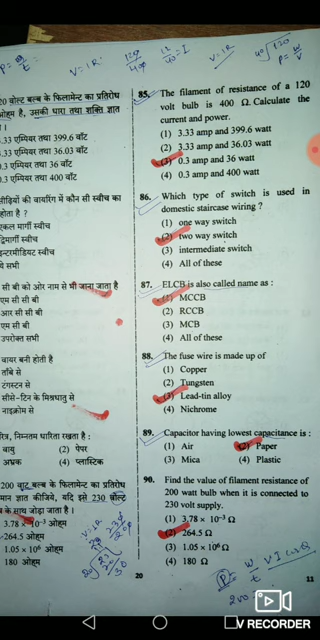 P = W/t
V = IR
120/400
12/40 = I
V = IR
40√120
P = W/V
20 वोल्ट बल्ब के फिलामेन्ट का प्रतिरोध
ओहम है, उसकी धारा तथा शक्ति ज्ञात
।
.33 एम्पियर तथा 399.6 वॉट
.33 एम्पियर तथा 36.03 वॉट
0.3 एम्पियर तथा 36 वॉट
0.3 एम्पियर तथा 400 वॉट
सीढ़ियों की वायरिंग में कौन सी स्वीच का
होता है ?
एकल मार्गी स्वीच
द्विमार्गी स्वीच
इन्टरमीडियट स्वीच
ये सभी
सी बी को ओर नाम से भी जाना जाता है
एम सी सी बी
आर सी सी बी
एम सी बी
उपरोक्त सभी
वायर बनी होती है
ताँबे से
टंगस्टन से
सीसे-टिन के मिश्रधातु से
नाइक्रोम से
रित्र, निम्नतम धारिता रखता है :
वायु (2) पेपर
अभ्रक (4) प्लास्टिक
200 वाट बल्ब के फिलामेन्ट का प्रतिरोध
मान ज्ञात कीजिये, यदि इसे 230 वोल्ट
के साथ जोड़ा जाता है ।
3.78 × 10⁻³ ओहम
264.5 ओहम
1.05 × 10⁶ ओहम
180 ओहम
20
85. The filament of resistance of a 120
volt bulb is 400 Ω. Calculate the
current and power.
(1) 3.33 amp and 399.6 watt
(2) 3.33 amp and 36.03 watt
(3) 0.3 amp and 36 watt
(4) 0.3 amp and 400 watt
86. Which type of switch is used in
domestic staircase wiring ?
(1) one way switch
(2) two way switch
(3) intermediate switch
(4) All of these
87. ELCB is also called name as :
(1) MCCB
(2) RCCB
(3) MCB
(4) All of these
88. The fuse wire is made up of
(1) Copper
(2) Tungsten
(3) Lead-tin alloy
(4) Nichrome
89. Capacitor having lowest capacitance is :
(1) Air (2) Paper
(3) Mica (4) Plastic
90. Find the value of filament resistance of
200 watt bulb when it is connected to
230 volt supply.
(1) 3.78 × 10⁻³ Ω
(2) 264.5 Ω
(3) 1.05 × 10⁶ Ω
(4) 180 Ω
11
V RECORDER